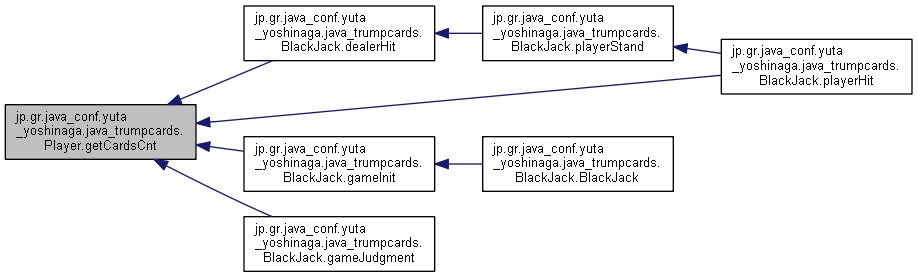 jp.gr.java_conf.yuta
_yoshinaga.java_trumpcards.
Player.getCardsCnt
jp.gr.java_conf.yuta
_yoshinaga.java_trumpcards.
BlackJack.dealerHit
jp.gr.java_conf.yuta
_yoshinaga.java_trumpcards.
BlackJack.playerStand
jp.gr.java_conf.yuta
_yoshinaga.java_trumpcards.
BlackJack.playerHit
jp.gr.java_conf.yuta
_yoshinaga.java_trumpcards.
BlackJack.gameInit
jp.gr.java_conf.yuta
_yoshinaga.java_trumpcards.
BlackJack.BlackJack
jp.gr.java_conf.yuta
_yoshinaga.java_trumpcards.
BlackJack.gameJudgment